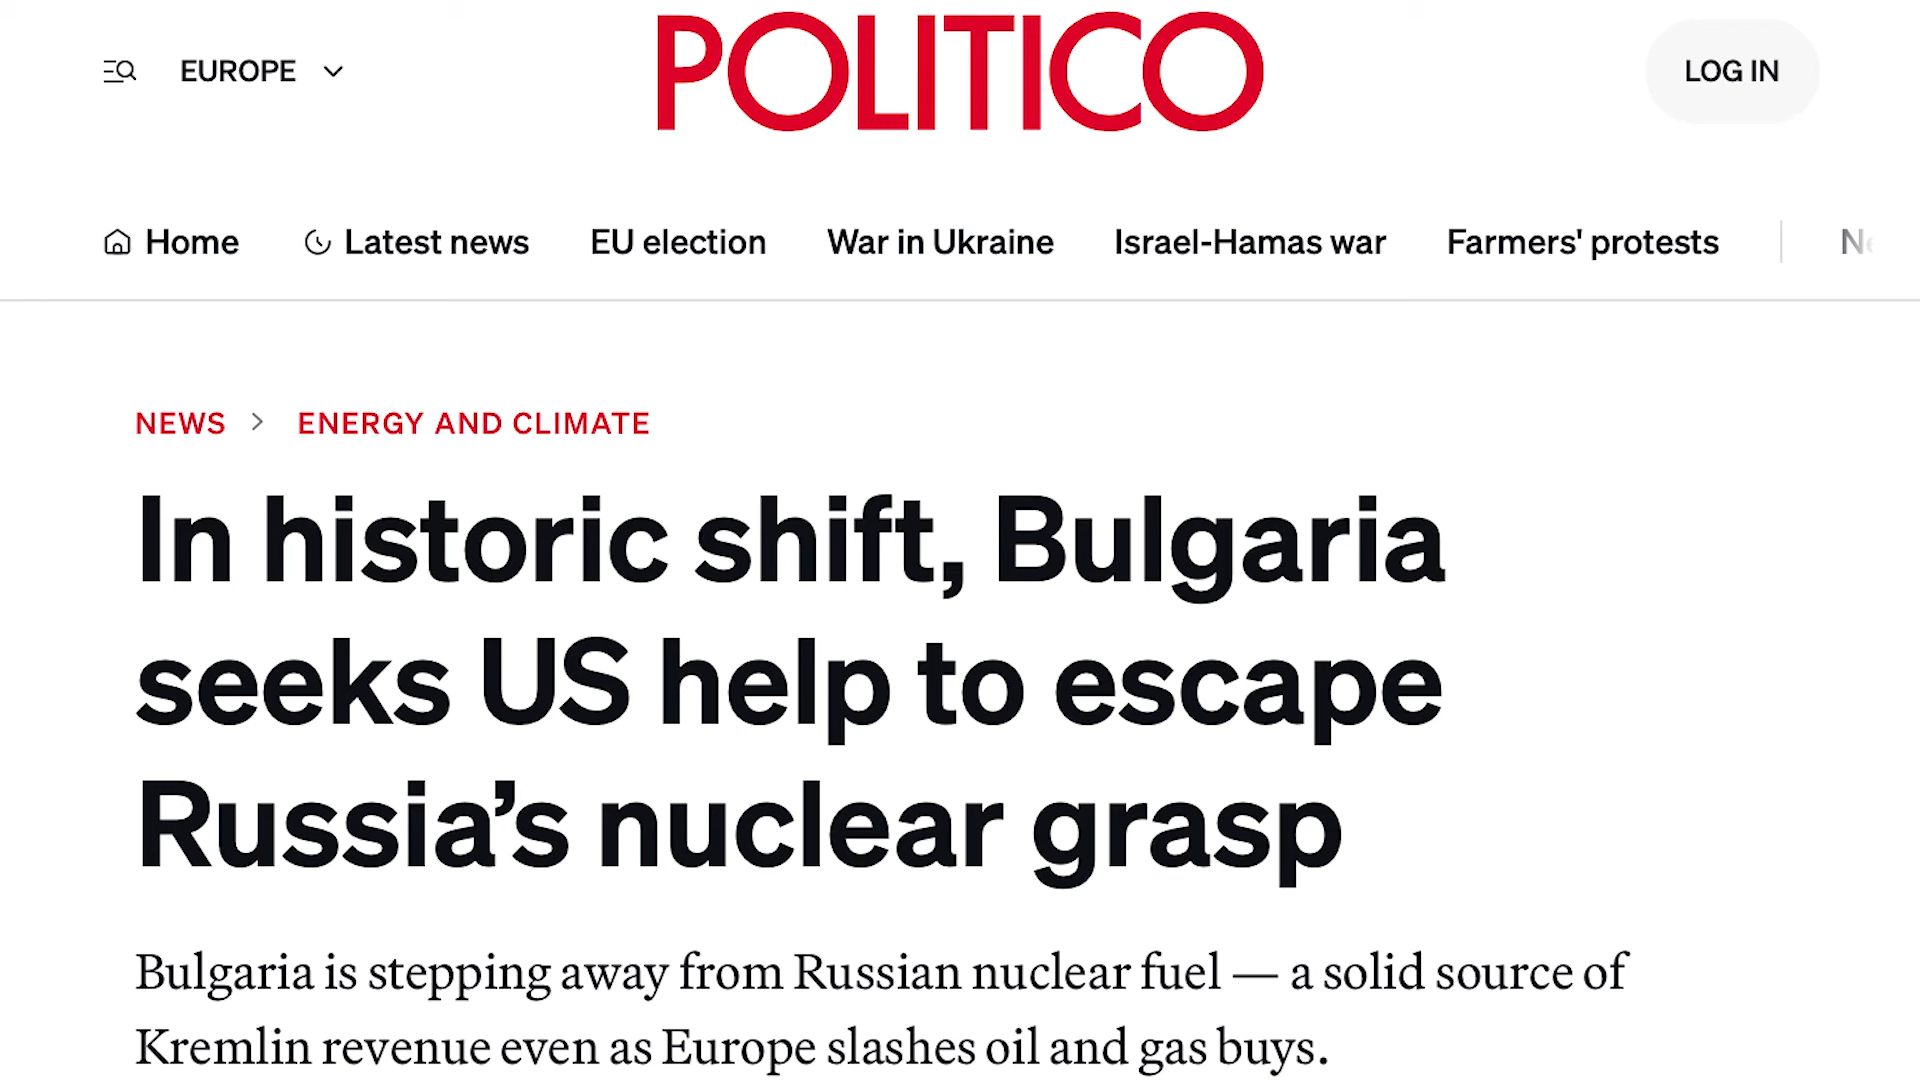 EUROPE
POLITICO
LOG IN
Home
Latest news
EU election
War in Ukraine
Israel-Hamas war
Farmers' protests
NEWS > ENERGY AND CLIMATE
In historic shift, Bulgaria
seeks US help to escape
Russia’s nuclear grasp
Bulgaria is stepping away from Russian nuclear fuel — a solid source of
Kremlin revenue even as Europe slashes oil and gas buys.